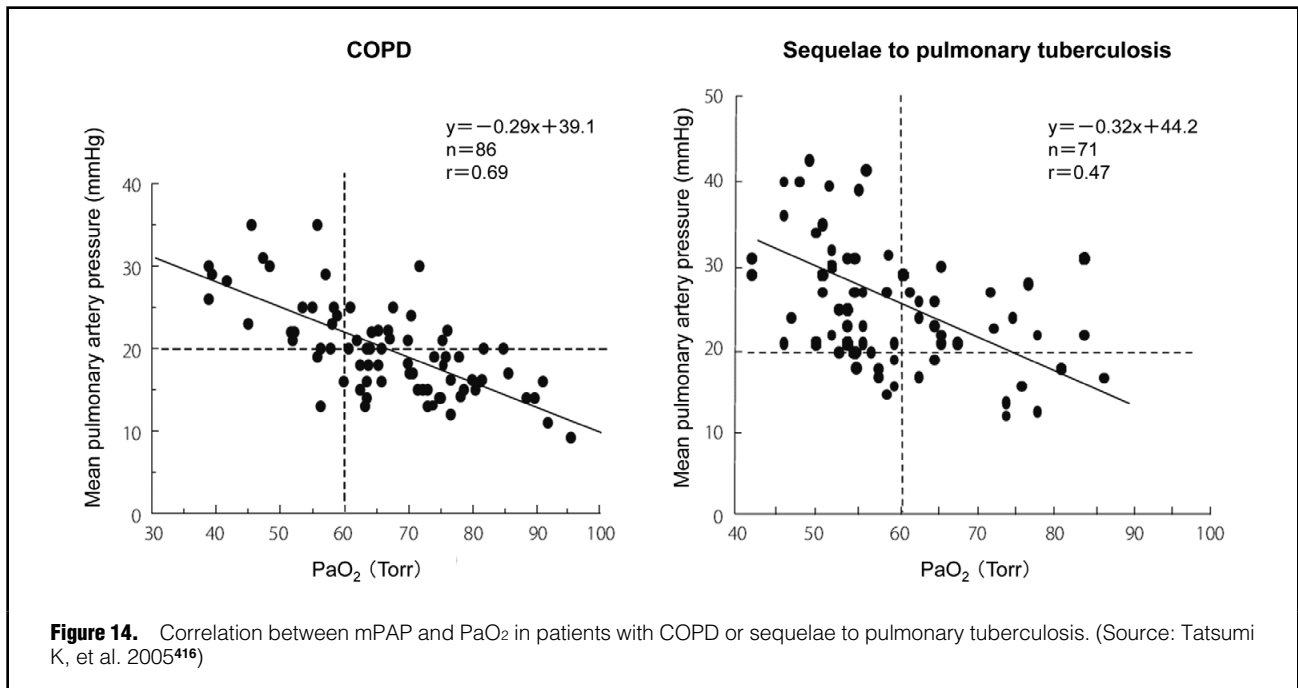 COPD
y=−0.29x+39.1
n=86
r=0.69
Mean pulmonary artery pressure (mmHg)
40
30
20
10
0
30 40 50 60 70 80 90 100
PaO₂ (Torr)
Sequelae to pulmonary tuberculosis
y=−0.32x+44.2
n=71
r=0.47
Mean pulmonary artery pressure (mmHg)
50
40
30
20
10
0
40 50 60 70 80 90 100
PaO₂ (Torr)
Figure 14. Correlation between mPAP and PaO₂ in patients with COPD or sequelae to pulmonary tuberculosis. (Source: Tatsumi
K, et al. 2005⁴¹⁶)